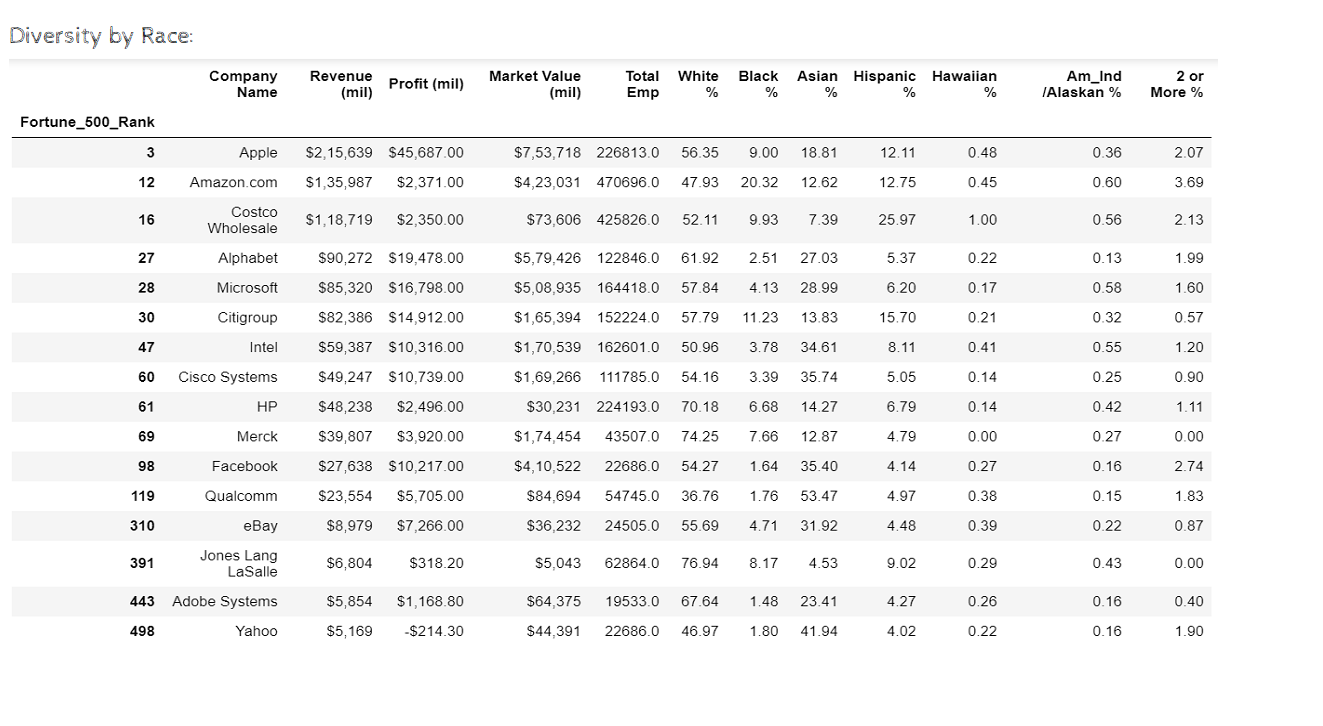 Diversity by Race:
Company Name Revenue (mil) Profit (mil) Market Value (mil) Total Emp White % Black % Asian % Hispanic % Hawaiian % Am_Ind /Alaskan % 2 or More %
Fortune_500_Rank
3 Apple $2,15,639 $45,687.00 $7,53,718 226813.0 56.35 9.00 18.81 12.11 0.48 0.36 2.07
12 Amazon.com $1,35,987 $2,371.00 $4,23,031 470696.0 47.93 20.32 12.62 12.75 0.45 0.60 3.69
16 Costco Wholesale $1,18,719 $2,350.00 $73,606 425826.0 52.11 9.93 7.39 25.97 1.00 0.56 2.13
27 Alphabet $90,272 $19,478.00 $5,79,426 122846.0 61.92 2.51 27.03 5.37 0.22 0.13 1.99
28 Microsoft $85,320 $16,798.00 $5,08,935 164418.0 57.84 4.13 28.99 6.20 0.17 0.58 1.60
30 Citigroup $82,386 $14,912.00 $1,65,394 152224.0 57.79 11.23 13.83 15.70 0.21 0.32 0.57
47 Intel $59,387 $10,316.00 $1,70,539 162601.0 50.96 3.78 34.61 8.11 0.41 0.55 1.20
60 Cisco Systems $49,247 $10,739.00 $1,69,266 111785.0 54.16 3.39 35.74 5.05 0.14 0.25 0.90
61 HP $48,238 $2,496.00 $30,231 224193.0 70.18 6.68 14.27 6.79 0.14 0.42 1.11
69 Merck $39,807 $3,920.00 $1,74,454 43507.0 74.25 7.66 12.87 4.79 0.00 0.27 0.00
98 Facebook $27,638 $10,217.00 $4,10,522 22686.0 54.27 1.64 35.40 4.14 0.27 0.16 2.74
119 Qualcomm $23,554 $5,705.00 $84,694 54745.0 36.76 1.76 53.47 4.97 0.38 0.15 1.83
310 eBay $8,979 $7,266.00 $36,232 24505.0 55.69 4.71 31.92 4.48 0.39 0.22 0.87
391 Jones Lang LaSalle $6,804 $318.20 $5,043 62864.0 76.94 8.17 4.53 9.02 0.29 0.43 0.00
443 Adobe Systems $5,854 $1,168.80 $64,375 19533.0 67.64 1.48 23.41 4.27 0.26 0.16 0.40
498 Yahoo $5,169 -$214.30 $44,391 22686.0 46.97 1.80 41.94 4.02 0.22 0.16 1.90